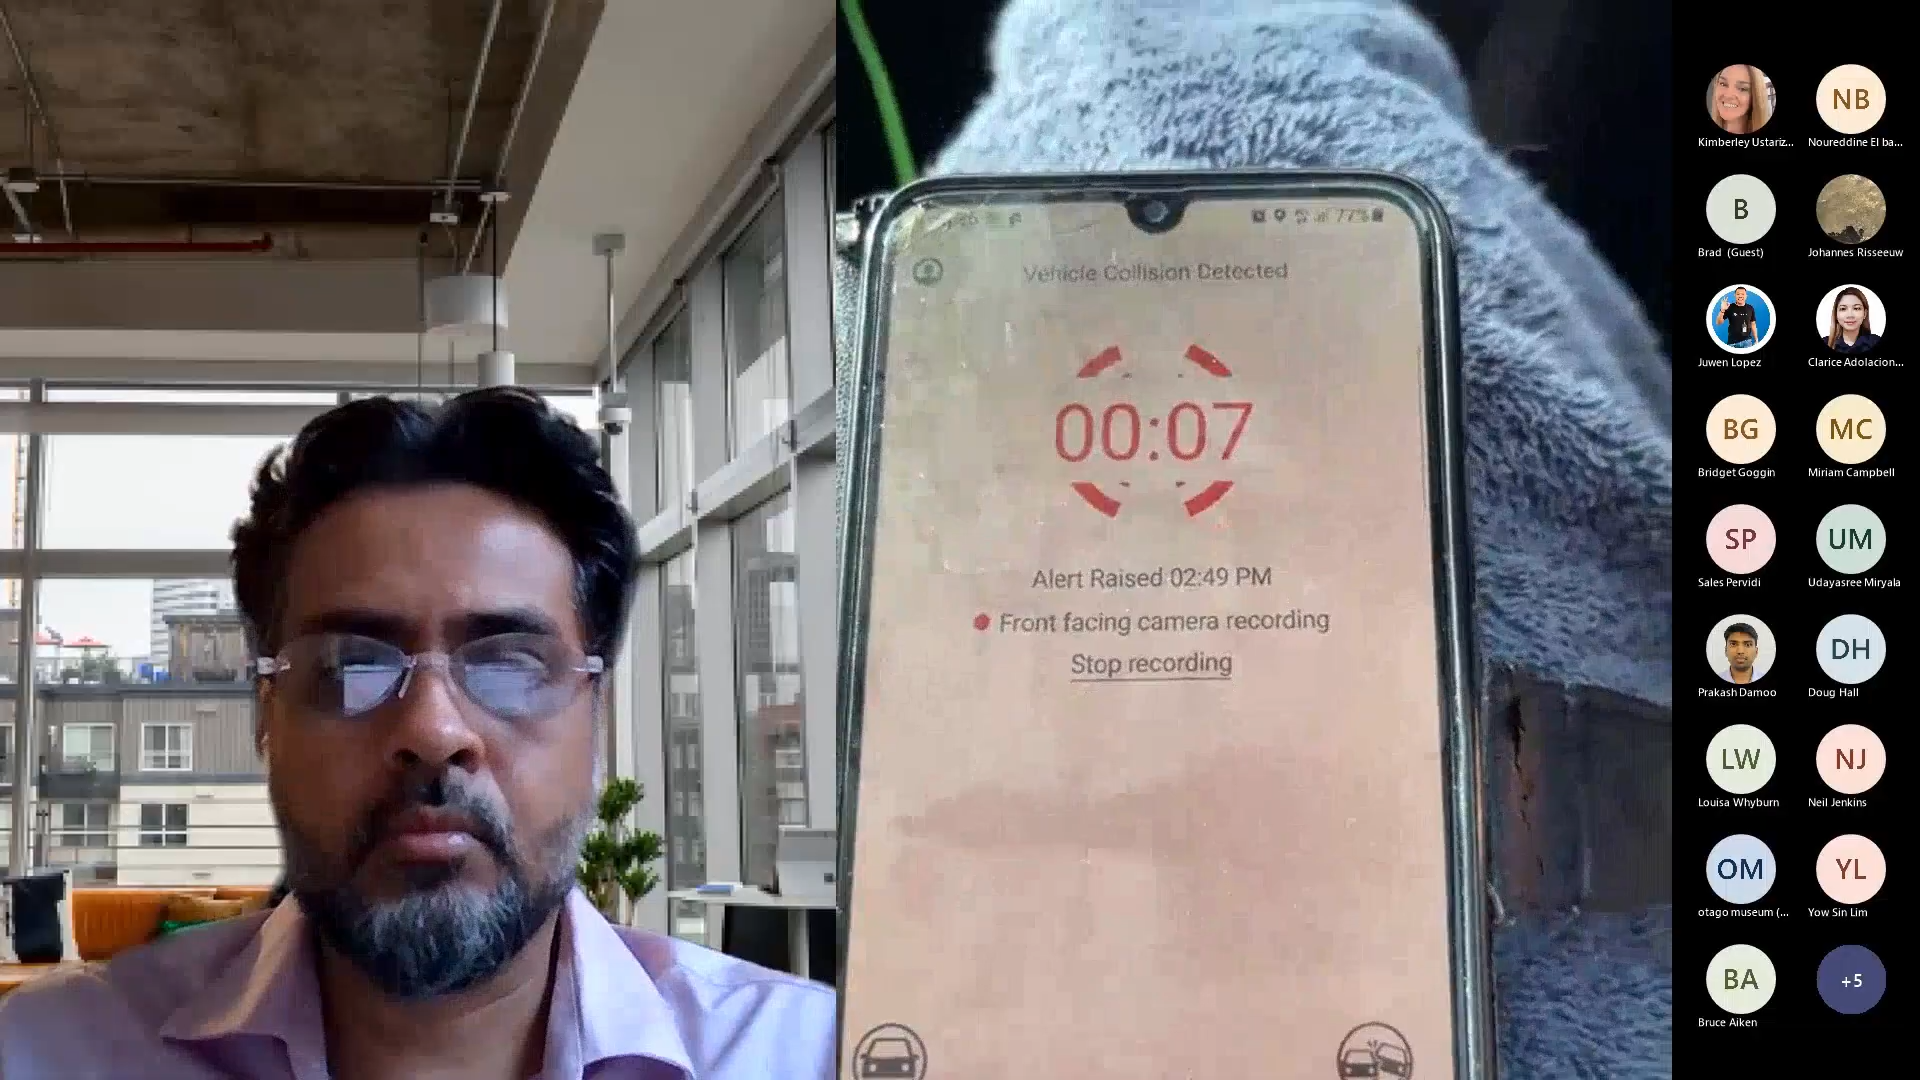 77%
Vehicle Collision Detected
00:07
Alert Raised 02:49 PM
Front facing camera recording
Stop recording
Kimberley Ustariz...
NB
Noureddine El ba...
B
Brad (Guest)
Johannes Risseeuw
Juwen Lopez
Clarice Adolacion...
BG
Bridget Goggin
MC
Miriam Campbell
SP
Sales Pervidi
UM
Udayasree Miryala
Prakash Damoo
DH
Doug Hall
LW
Louisa Whyburn
NJ
Neil Jenkins
OM
otago museum (...
YL
Yow Sin Lim
BA
Bruce Aiken
+5